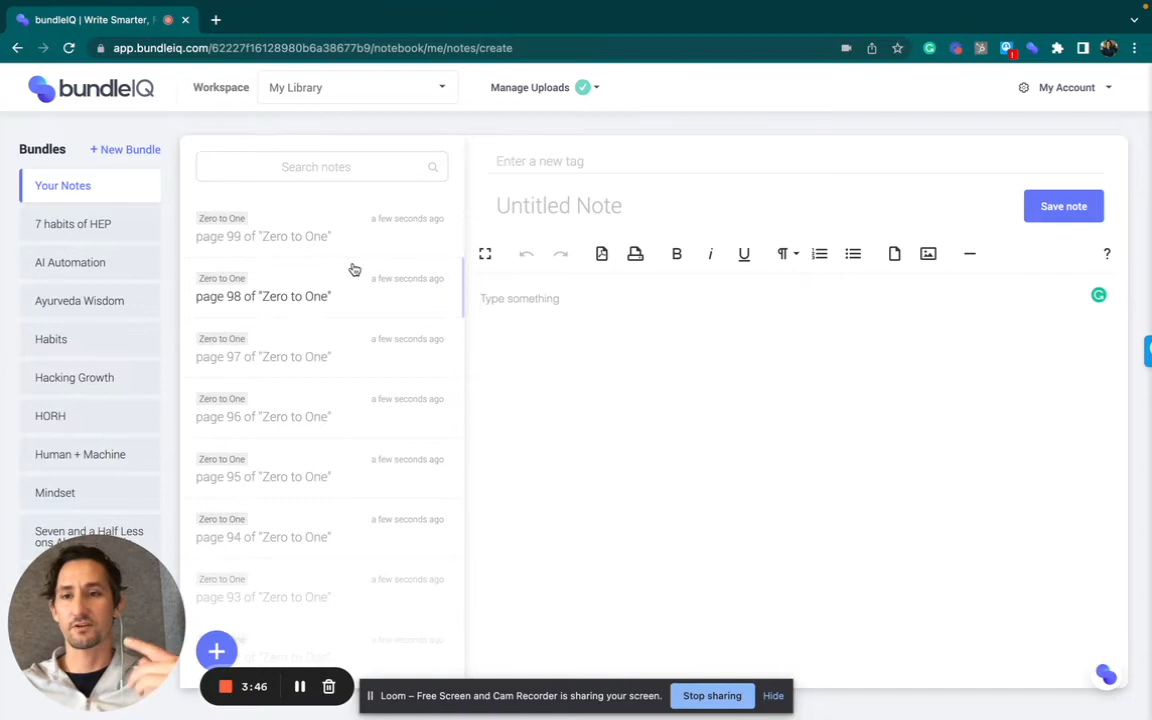 bundleIQ | Write Smarter, F
app.bundleiq.com/62227f16128980b6a38677b9/notebook/me/notes/create
bundleIQ
Workspace
My Library
Manage Uploads
My Account
Bundles
+ New Bundle
Your Notes
7 habits of HEP
AI Automation
Ayurveda Wisdom
Habits
Hacking Growth
HORH
Human + Machine
Mindset
Seven and a Half Less
ons
Search notes
Zero to One
a few seconds ago
page 99 of "Zero to One"
Zero to One
a few seconds ago
page 98 of "Zero to One"
Zero to One
a few seconds ago
page 97 of "Zero to One"
Zero to One
a few seconds ago
page 96 of "Zero to One"
Zero to One
a few seconds ago
page 95 of "Zero to One"
Zero to One
a few seconds ago
page 94 of "Zero to One"
Zero to One
a few seconds ago
page 93 of "Zero to One"
a few seconds ago
of "Zero to One"
Enter a new tag
Untitled Note
Save note
B i U ¶ ?
Type something
3:46
Loom – Free Screen and Cam Recorder is sharing your screen.
Stop sharing
Hide